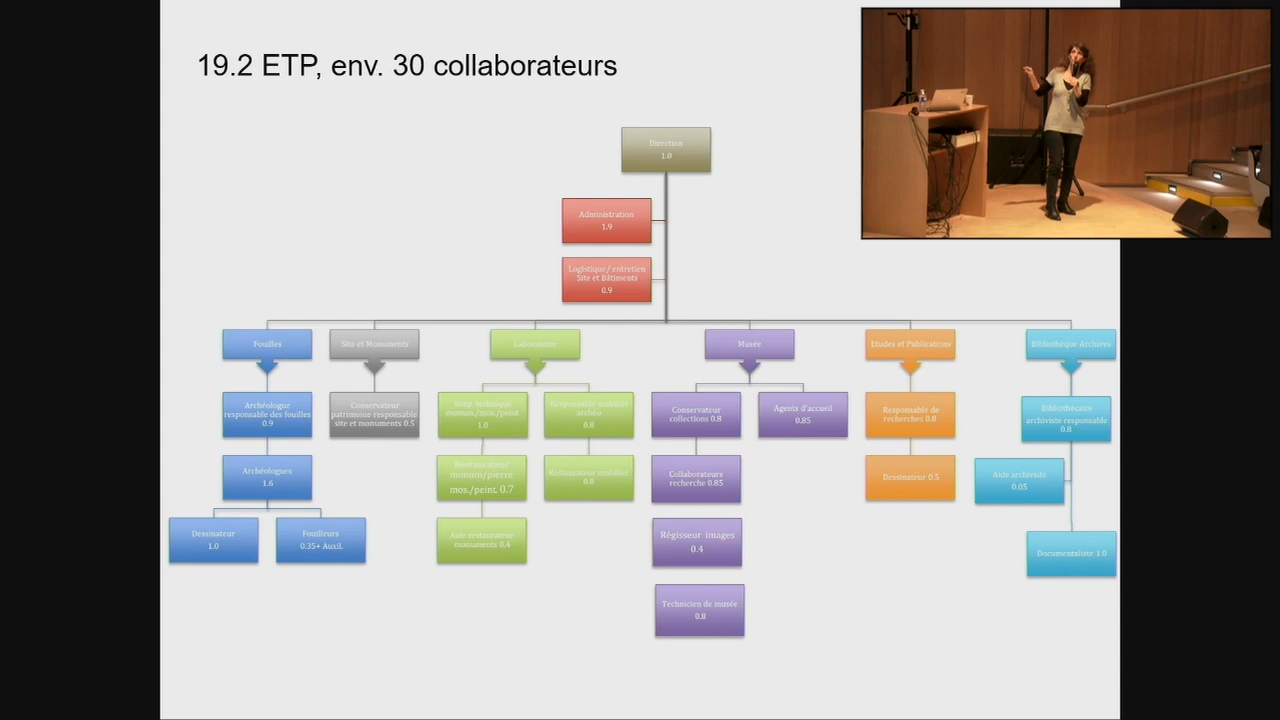 19.2 ETP, env. 30 collaborateurs
Direction
1.0
Administration
1.9
Logistique/ entretien
Site et Bâtiments
0.9
Fouilles
Site et Monuments
Laboratoire
Musée
Etudes et Publications
Bibliothèque Archives
Archéologue
responsable des fouilles
0.9
Conservateur
patrimoine responsable
site et monuments 0.5
Resp. technique
monum./mos./peint
1.0
Responsable mobilier
archéo
0.8
Conservateur
collections 0.8
Agents d'accueil
0.85
Responsable de
recherches 0.8
Bibliothécaire
archiviste responsable
0.8
Archéologues
1.6
Restaurateur
monum/pierre
mos./peint. 0.7
Restaurateur mobilier
0.8
Collaborateurs
recherche 0.85
Dessinateur 0.5
Aide archiviste
0.05
Dessinateur
1.0
Fouilleurs
0.35+ Auxil.
Aide restaurateur
monuments 0.4
Régisseur images
0.4
Documentaliste 1.0
Technicien de musée
0.8